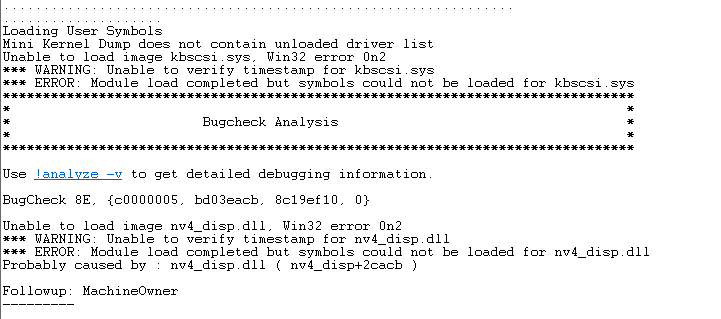 ................................................................
....................
Loading User Symbols
Mini Kernel Dump does not contain unloaded driver list
Unable to load image kbscsi.sys, Win32 error 0n2
*** WARNING: Unable to verify timestamp for kbscsi.sys
*** ERROR: Module load completed but symbols could not be loaded for kbscsi.sys
*******************************************************************************
*                                                                             *
*                        Bugcheck Analysis                                    *
*                                                                             *
*******************************************************************************
Use !analyze -v to get detailed debugging information.
BugCheck 8E, {c0000005, bd03eacb, 8c19ef10, 0}
Unable to load image nv4_disp.dll, Win32 error 0n2
*** WARNING: Unable to verify timestamp for nv4_disp.dll
*** ERROR: Module load completed but symbols could not be loaded for nv4_disp.dll
Probably caused by : nv4_disp.dll ( nv4_disp+2cacb )
Followup: MachineOwner
---------